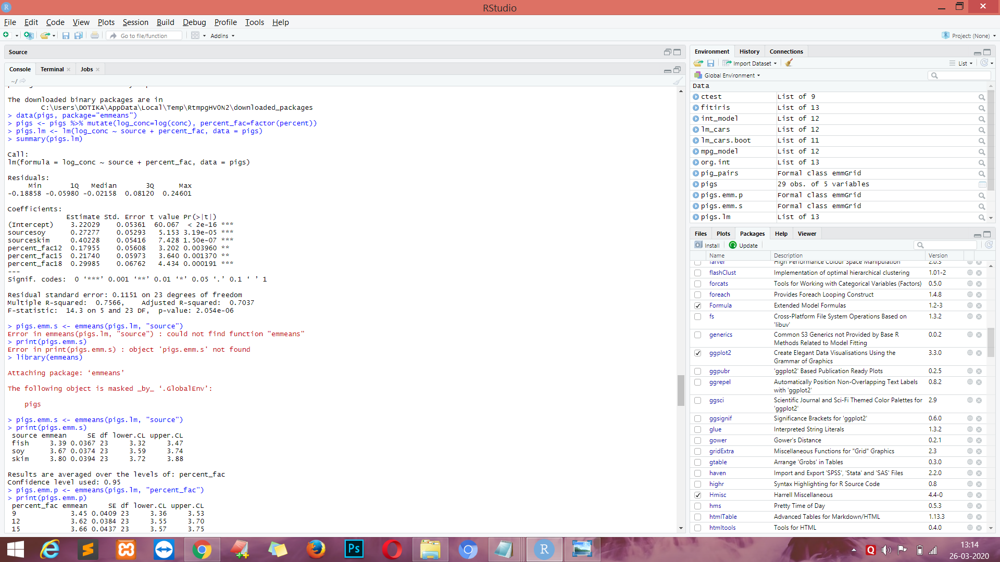 RStudio
File Edit Code View Plots Session Build Debug Profile Tools Help
Go to file/function Addins Project: (None)
Source
Console Terminal Jobs
~/
The downloaded binary packages are in
C:\Users\DOTIKA\AppData\Local\Temp\RtmpgHV0N2\downloaded_packages
> data(pigs, package="emmeans")
> pigs <- pigs %>% mutate(log_conc=log(conc), percent_fac=factor(percent))
> pigs.lm <- lm(log_conc ~ source + percent_fac, data = pigs)
> summary(pigs.lm)
Call:
lm(formula = log_conc ~ source + percent_fac, data = pigs)
Residuals:
Min 1Q Median 3Q Max
-0.18858 -0.05980 -0.02158 0.08120 0.24601
Coefficients:
Estimate Std. Error t value Pr(>|t|)
(Intercept) 3.22029 0.05361 60.067 < 2e-16 ***
sourcesoy 0.27277 0.05293 5.153 3.19e-05 ***
sourceskim 0.40228 0.05416 7.428 1.50e-07 ***
percent_fac12 0.17955 0.05608 3.202 0.003960 **
percent_fac15 0.21740 0.05973 3.640 0.001370 **
percent_fac18 0.29985 0.06762 4.434 0.000191 ***
---
Signif. codes: 0 ‘***’ 0.001 ‘**’ 0.01 ‘*’ 0.05 ‘.’ 0.1 ‘ ’ 1
Residual standard error: 0.1151 on 23 degrees of freedom
Multiple R-squared: 0.7566, Adjusted R-squared: 0.7037
F-statistic: 14.3 on 5 and 23 DF, p-value: 2.054e-06
> pigs.emm.s <- emmeans(pigs.lm, "source")
Error in emmeans(pigs.lm, "source") : could not find function "emmeans"
> print(pigs.emm.s)
Error in print(pigs.emm.s) : object 'pigs.emm.s' not found
> library(emmeans)
Attaching package: ‘emmeans’
The following object is masked _by_ ‘.GlobalEnv’:
pigs
> pigs.emm.s <- emmeans(pigs.lm, "source")
> print(pigs.emm.s)
source emmean SE df lower.CL upper.CL
fish 3.39 0.0367 23 3.32 3.47
soy 3.67 0.0374 23 3.59 3.74
skim 3.80 0.0394 23 3.72 3.88
Results are averaged over the levels of: percent_fac
Confidence level used: 0.95
> pigs.emm.p <- emmeans(pigs.lm, "percent_fac")
> print(pigs.emm.p)
percent_fac emmean SE df lower.CL upper.CL
9 3.45 0.0409 23 3.36 3.53
12 3.62 0.0384 23 3.55 3.70
15 3.66 0.0437 23 3.57 3.75
Environment History Connections
Import Dataset List
Global Environment
Data
ctest List of 9
fitiris List of 13
int_model List of 12
lm_cars List of 12
lm_cars.boot List of 11
mpg_model List of 12
org.int List of 13
pig_pairs Formal class emmGrid
pigs 29 obs. of 5 variables
pigs.emm.p Formal class emmGrid
pigs.emm.s Formal class emmGrid
pigs.lm List of 13
Files Plots Packages Help Viewer
Install Update
Name Description Version
farver High Performance Colour Space Manipulation 2.0.3
flashClust Implementation of optimal hierarchical clustering 1.01-2
forcats Tools for Working with Categorical Variables (Factors) 0.5.0
foreach Provides Foreach Looping Construct 1.4.8
Formula Extended Model Formulas 1.2-3
fs Cross-Platform File System Operations Based on 1.3.2
'libuv'
generics Common S3 Generics not Provided by Base R 0.0.2
Methods Related to Model Fitting
ggplot2 Create Elegant Data Visualisations Using the 3.3.0
Grammar of Graphics
ggpubr 'ggplot2' Based Publication Ready Plots 0.2.5
ggrepel Automatically Position Non-Overlapping Text Labels 0.8.2
with 'ggplot2'
ggsci Scientific Journal and Sci-Fi Themed Color Palettes for 2.9
'ggplot2'
ggsignif Significance Brackets for 'ggplot2' 0.6.0
glue Interpreted String Literals 1.3.2
gower Gower's Distance 0.2.1
gridExtra Miscellaneous Functions for "Grid" Graphics 2.3
gtable Arrange 'Grobs' in Tables 0.3.0
haven Import and Export 'SPSS', 'Stata' and 'SAS' Files 2.2.0
highr Syntax Highlighting for R Source Code 0.8
Hmisc Harrell Miscellaneous 4.4-0
hms Pretty Time of Day 0.5.3
htmlTable Advanced Tables for Markdown/HTML 1.13.3
htmltools Tools for HTML 0.4.0
13:14
26-03-2020